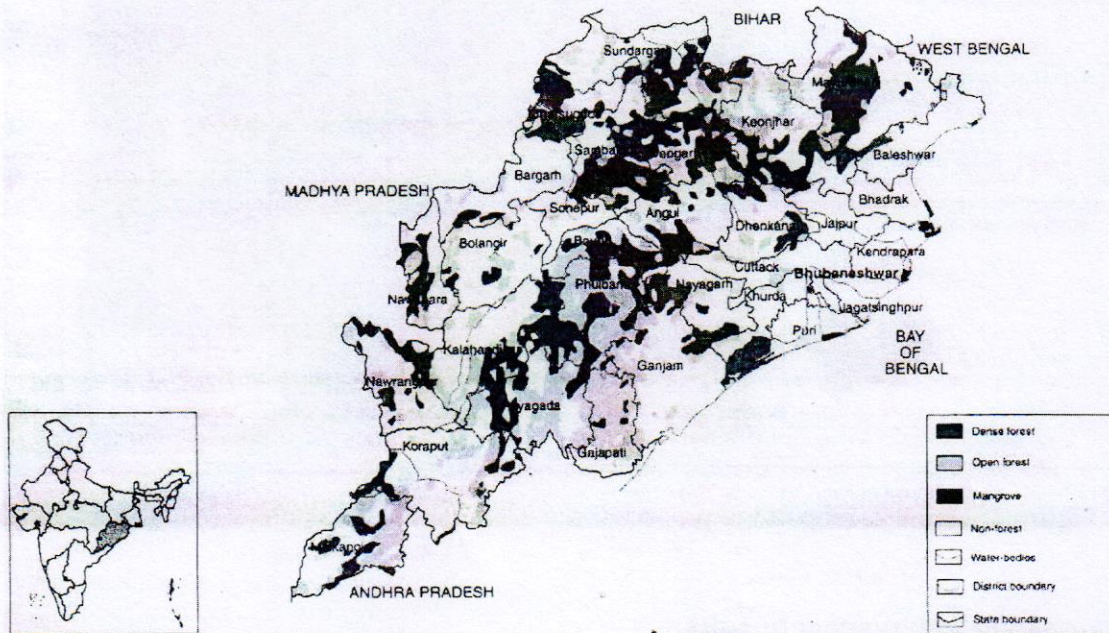 BIHAR
Sundargarh
WEST BENGAL
Keonjhar
Baleshwar
Bargarh
MADHYA PRADESH
Bhadrak
Sonepur
Angul
Dhenkanal
Jajpur
Bolangir
Kendrapara
Cuttack
Bhubaneshwar
Phulbani
Nayagarh
Khurda
Jagatsinghpur
Puri
BAY
OF
BENGAL
Kalahandi
Ganjam
Koraput
Gajapati
ANDHRA PRADESH
Dense forest
Open forest
Mangrove
Non-forest
Water-bodies
District boundary
State boundary